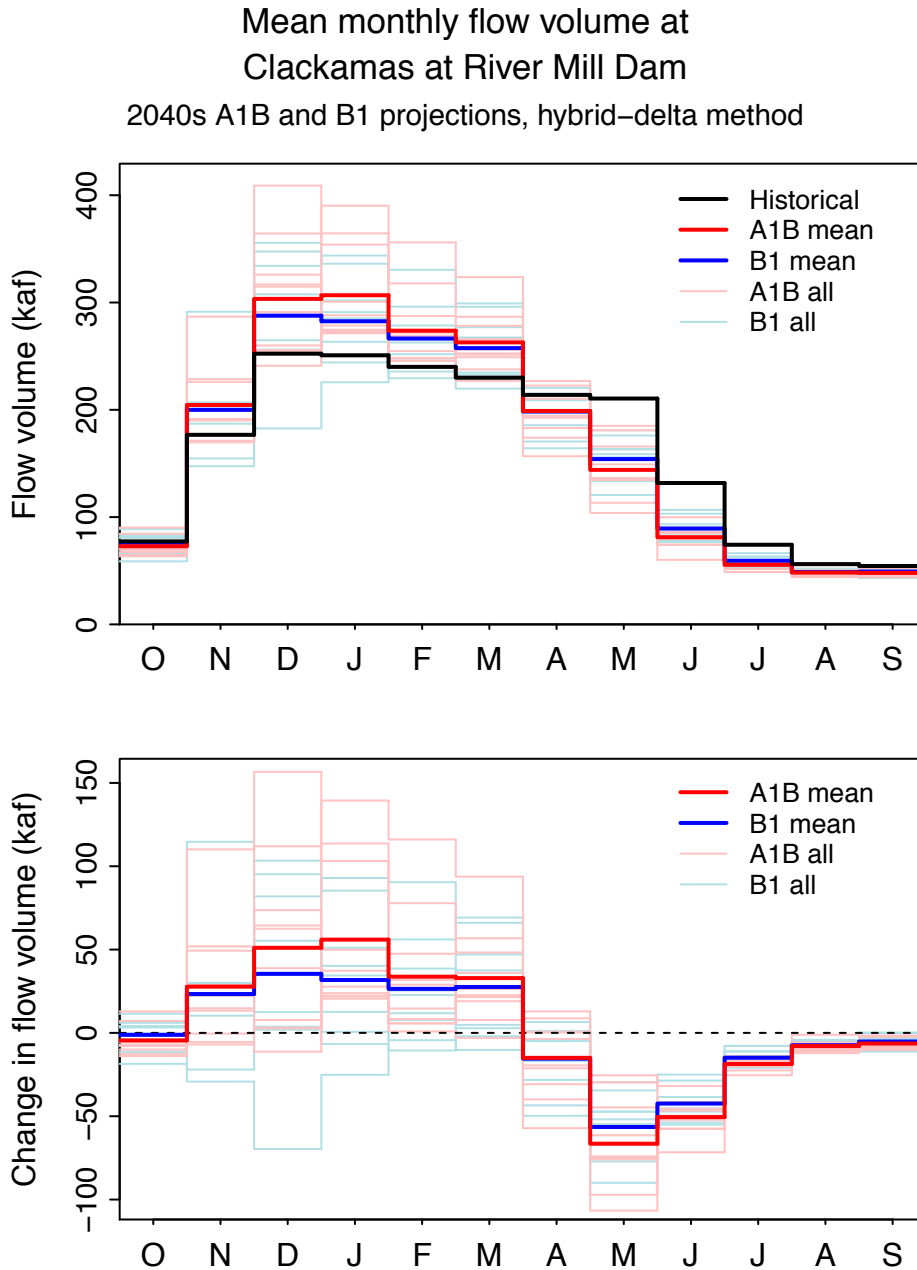 Mean monthly flow volume at
Clackamas at River Mill Dam
2040s A1B and B1 projections, hybrid−delta method
Flow volume (kaf)
400
300
200
100
0
Historical
A1B mean
B1 mean
A1B all
B1 all
O N D J F M A M J J A S
Change in flow volume (kaf)
150
100
50
0
−50
−100
A1B mean
B1 mean
A1B all
B1 all
O N D J F M A M J J A S